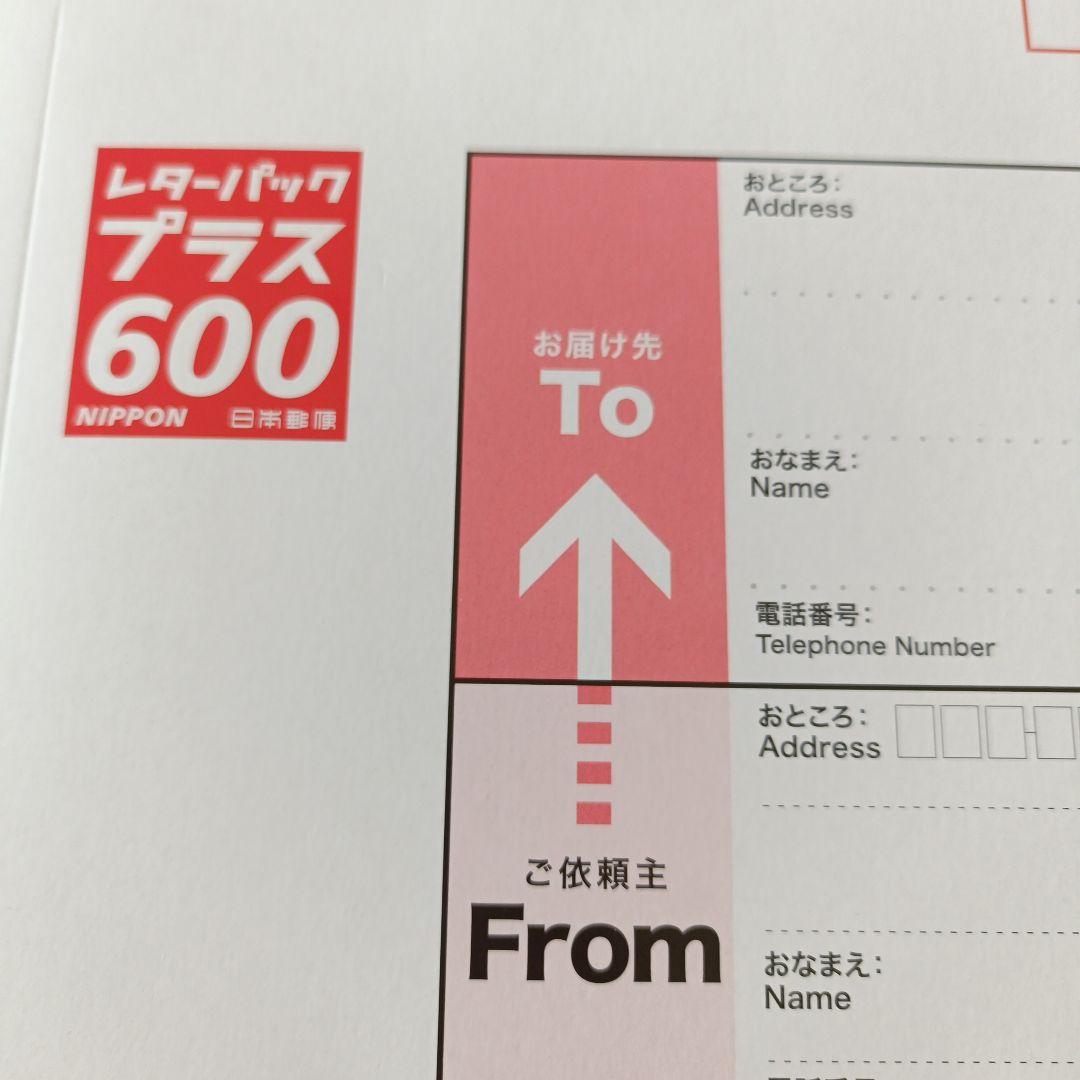 レターパック
プラス
600
NIPPON 日本郵便
お届け先
To
おところ:
Address
おなまえ:
Name
電話番号:
Telephone Number
ご依頼主
From
おところ:
Address
おなまえ:
Name